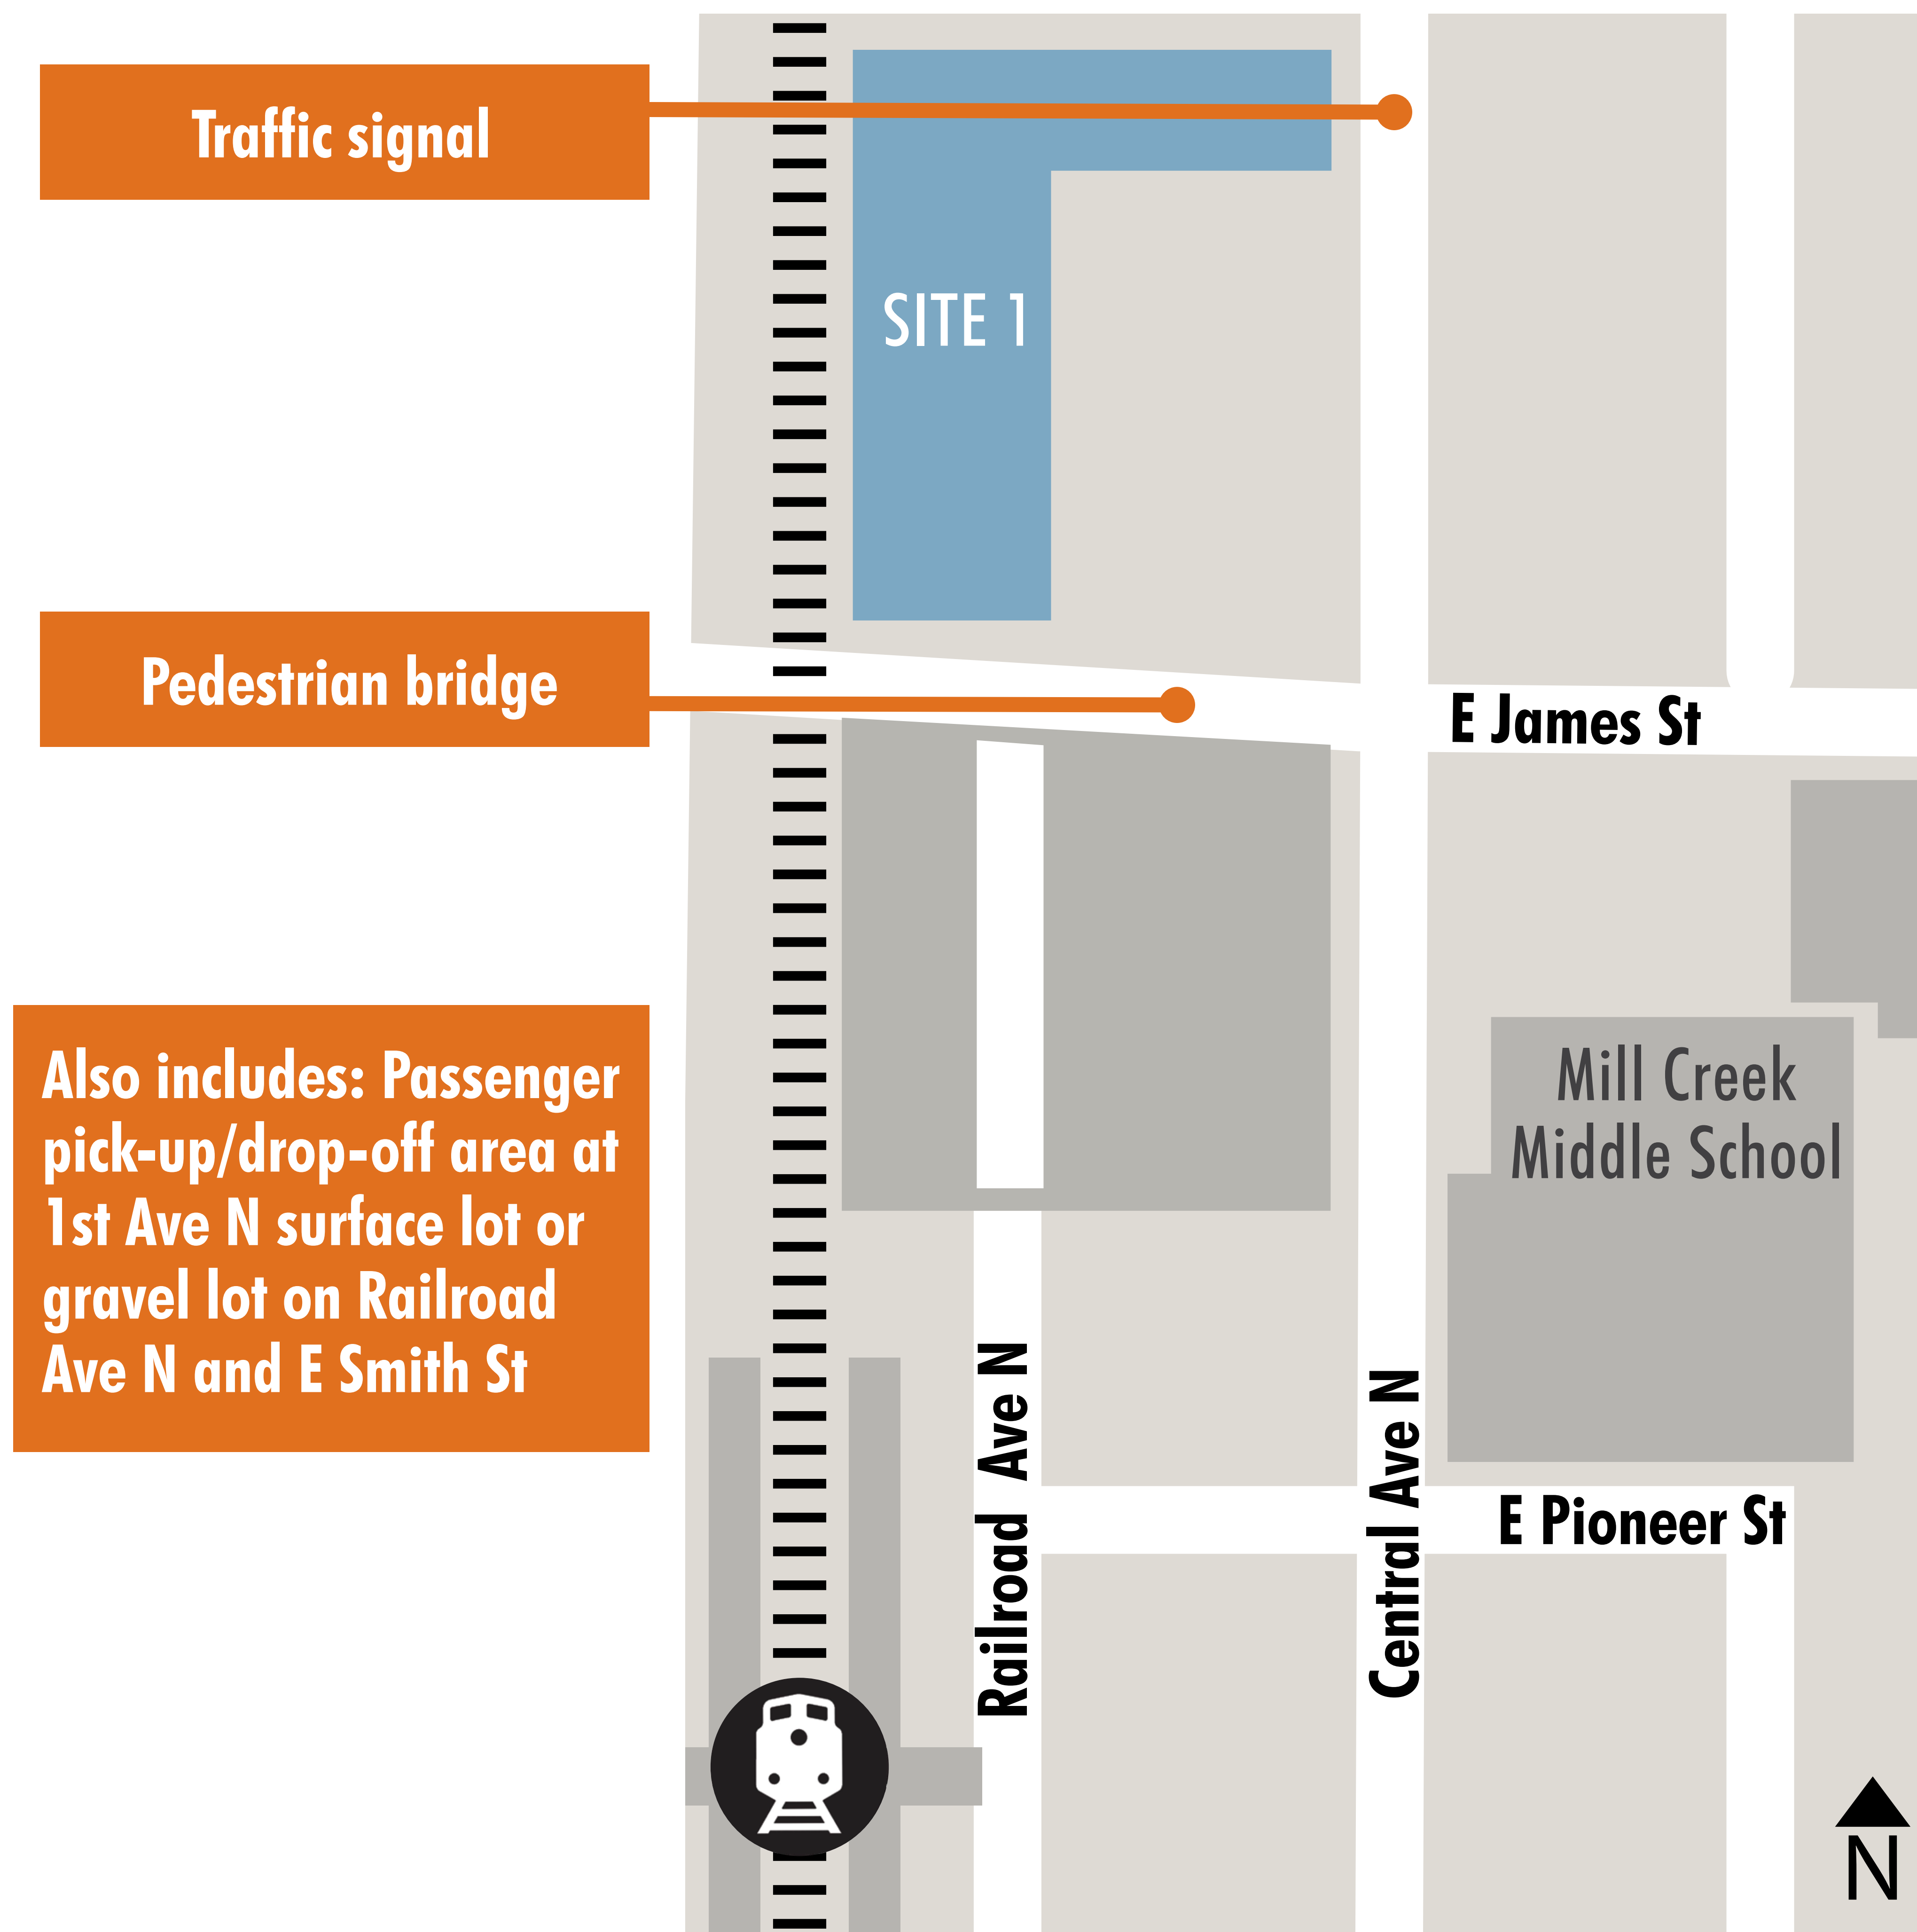 Traffic signal
SITE 1
Pedestrian bridge
E James St
Also includes: Passenger
pick-up/drop-off area at
1st Ave N surface lot or
gravel lot on Railroad
Ave N and E Smith St
Mill Creek
Middle School
Railroad Ave N
Central Ave N
E Pioneer St
N